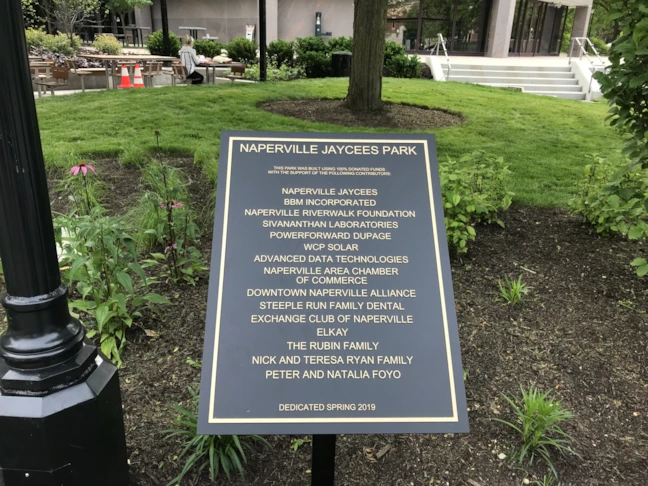 NAPERVILLE JAYCEES PARK
THIS PARK WAS BUILT USING 100% DONATED FUNDS
WITH THE SUPPORT OF THE FOLLOWING CONTRIBUTORS:
NAPERVILLE JAYCEES
BBM INCORPORATED
NAPERVILLE RIVERWALK FOUNDATION
SIVANANTHAN LABORATORIES
POWERFORWARD DUPAGE
WCP SOLAR
ADVANCED DATA TECHNOLOGIES
NAPERVILLE AREA CHAMBER
OF COMMERCE
DOWNTOWN NAPERVILLE ALLIANCE
STEEPLE RUN FAMILY DENTAL
EXCHANGE CLUB OF NAPERVILLE
ELKAY
THE RUBIN FAMILY
NICK AND TERESA RYAN FAMILY
PETER AND NATALIA FOYO
DEDICATED SPRING 2019